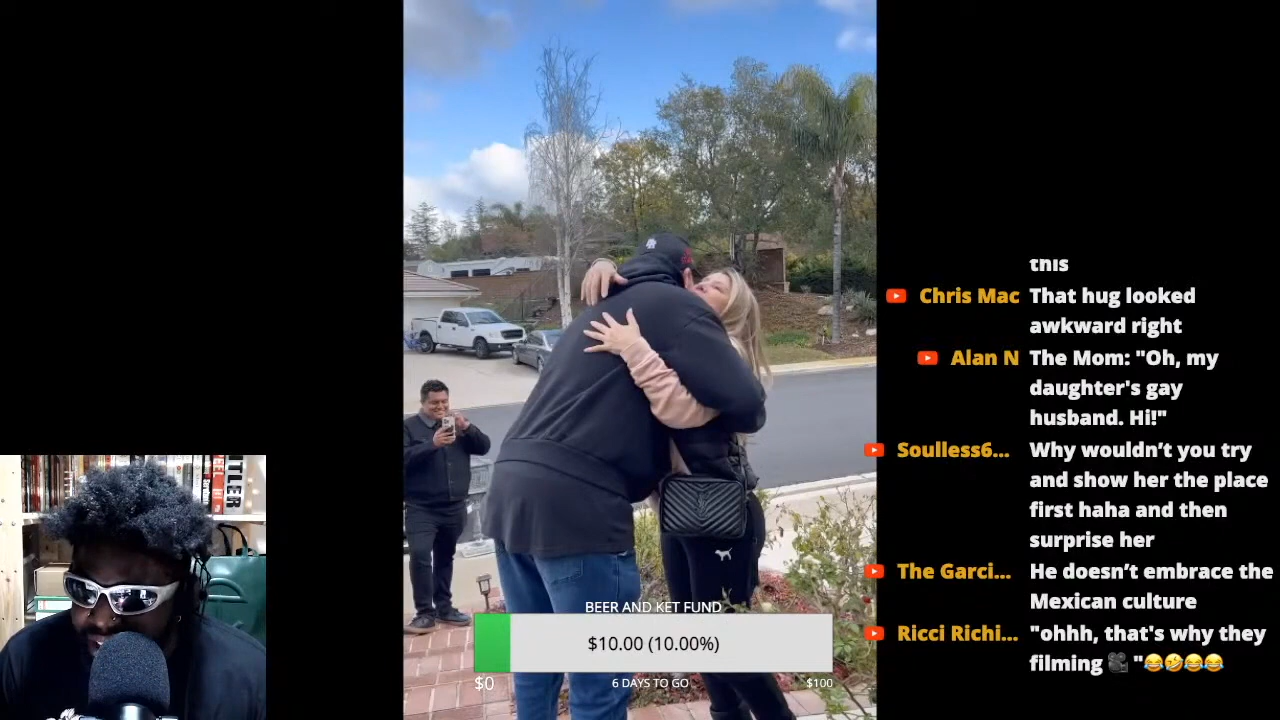 this
Chris Mac That hug looked
awkward right
Alan N The Mom: "Oh, my
daughter's gay
husband. Hi!"
Soulless6... Why wouldn't you try
and show her the place
first haha and then
surprise her
The Garci... He doesn't embrace the
Mexican culture
Ricci Richi... "ohhh, that's why they
filming 🎥 "😂🤣😂😂
BEER AND KET FUND
$10.00 (10.00%)
$0 6 DAYS TO GO $100